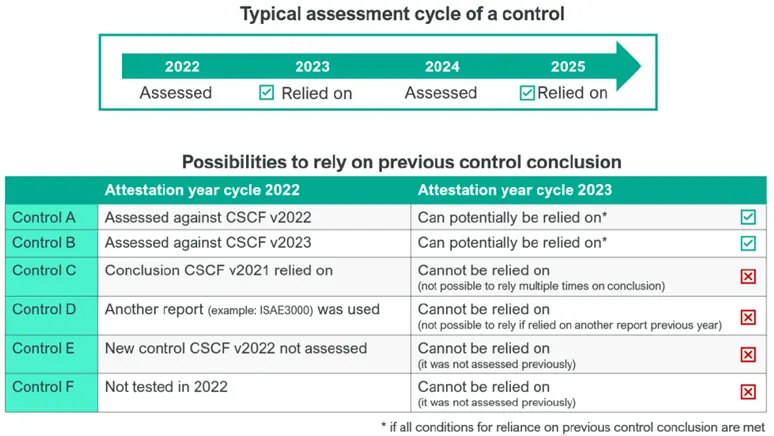 Typical assessment cycle of a control
2022 2023 2024 2025
Assessed Relied on Assessed Relied on
Possibilities to rely on previous control conclusion
Attestation year cycle 2022 Attestation year cycle 2023
Control A Assessed against CSCF v2022 Can potentially be relied on*
Control B Assessed against CSCF v2023 Can potentially be relied on*
Control C Conclusion CSCF v2021 relied on Cannot be relied on
(not possible to rely multiple times on conclusion)
Control D Another report (example: ISAE3000) was used Cannot be relied on
(not possible to rely if relied on another report previous year)
Control E New control CSCF v2022 not assessed Cannot be relied on
(it was not assessed previously)
Control F Not tested in 2022 Cannot be relied on
(it was not assessed previously)
* if all conditions for reliance on previous control conclusion are met